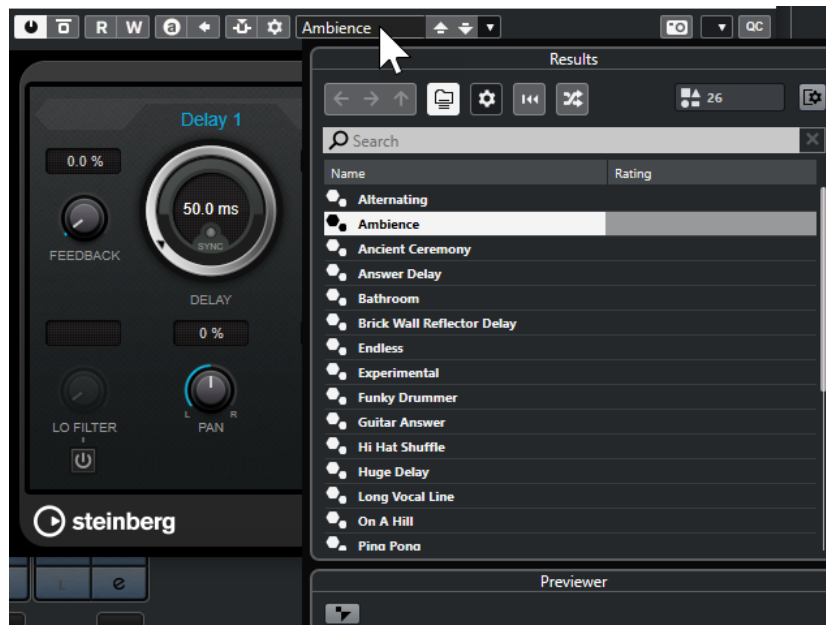 R W a Ambience QC
Results
26
Search
Name Rating
Alternating
Ambience
Ancient Ceremony
Answer Delay
Bathroom
Brick Wall Reflector Delay
Endless
Experimental
Funky Drummer
Guitar Answer
Hi Hat Shuffle
Huge Delay
Long Vocal Line
On A Hill
Ping Pong
Previewer
Delay 1
0.0 %
50.0 ms
SYNC
FEEDBACK
DELAY
0 %
L R
LO FILTER PAN
steinberg
L e